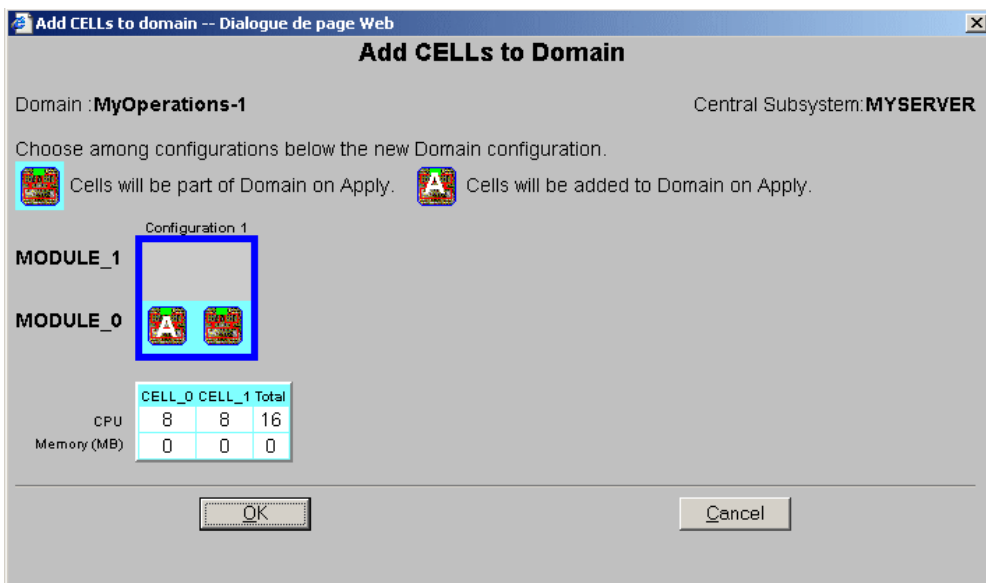 Add CELLs to domain -- Dialogue de page Web
Add CELLs to Domain
Domain :MyOperations-1 Central Subsystem:MYSERVER
Choose among configurations below the new Domain configuration.
Cells will be part of Domain on Apply. A Cells will be added to Domain on Apply.
Configuration 1
MODULE_1
MODULE_0 A
CELL_0 CELL_1 Total
CPU 8 8 16
Memory (MB) 0 0 0
OK Cancel